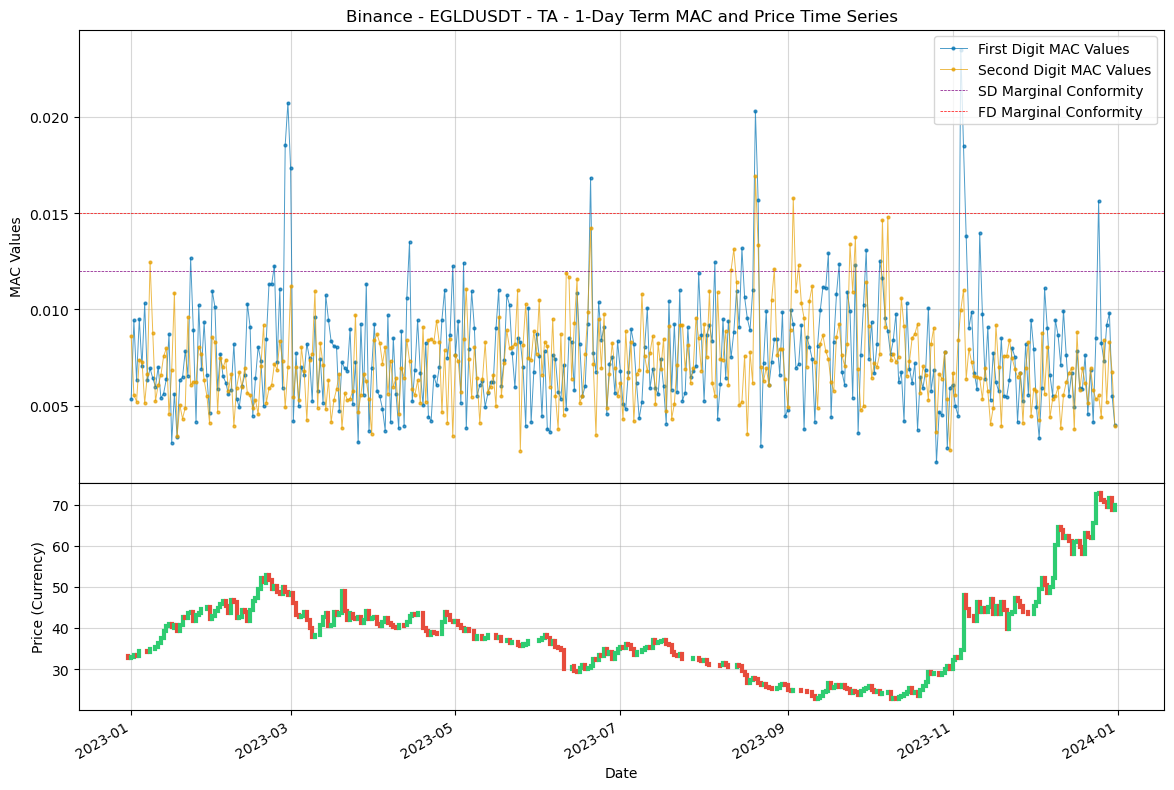 Binance - EGLDUSDT - TA - 1-Day Term MAC and Price Time Series
First Digit MAC Values
Second Digit MAC Values
SD Marginal Conformity
FD Marginal Conformity
MAC Values
0.020
0.015
0.010
0.005
Price (Currency)
70
60
50
40
30
2023-01
2023-03
2023-05
2023-07
2023-09
2023-11
2024-01
Date